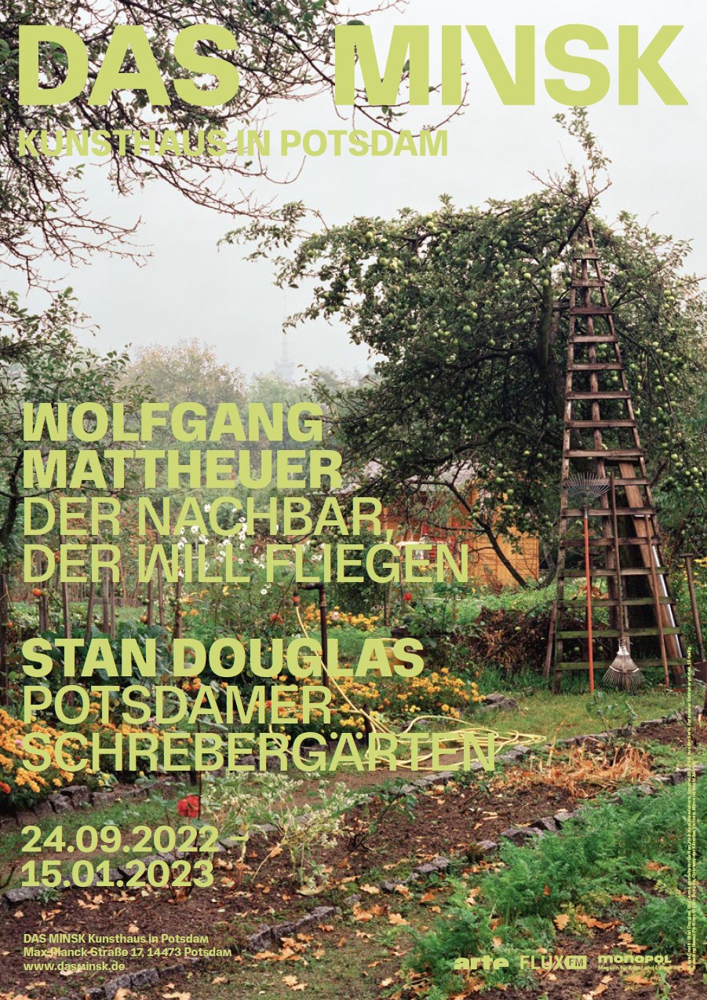 DAS MINSK
KUNSTHAUS IN POTSDAM
WOLFGANG
MATTHEUER
DER NACHBAR,
DER WILL FLIEGEN
STAN DOUGLAS
POTSDAMER
SCHREBERGÄRTEN
24.09.2022 –
15.01.2023
DAS MINSK Kunsthaus in Potsdam
Max-Planck-Straße 17, 14473 Potsdam
www.dasminsk.de
arte
FLUX FM
monopol
Magazin für Kunst und Leben